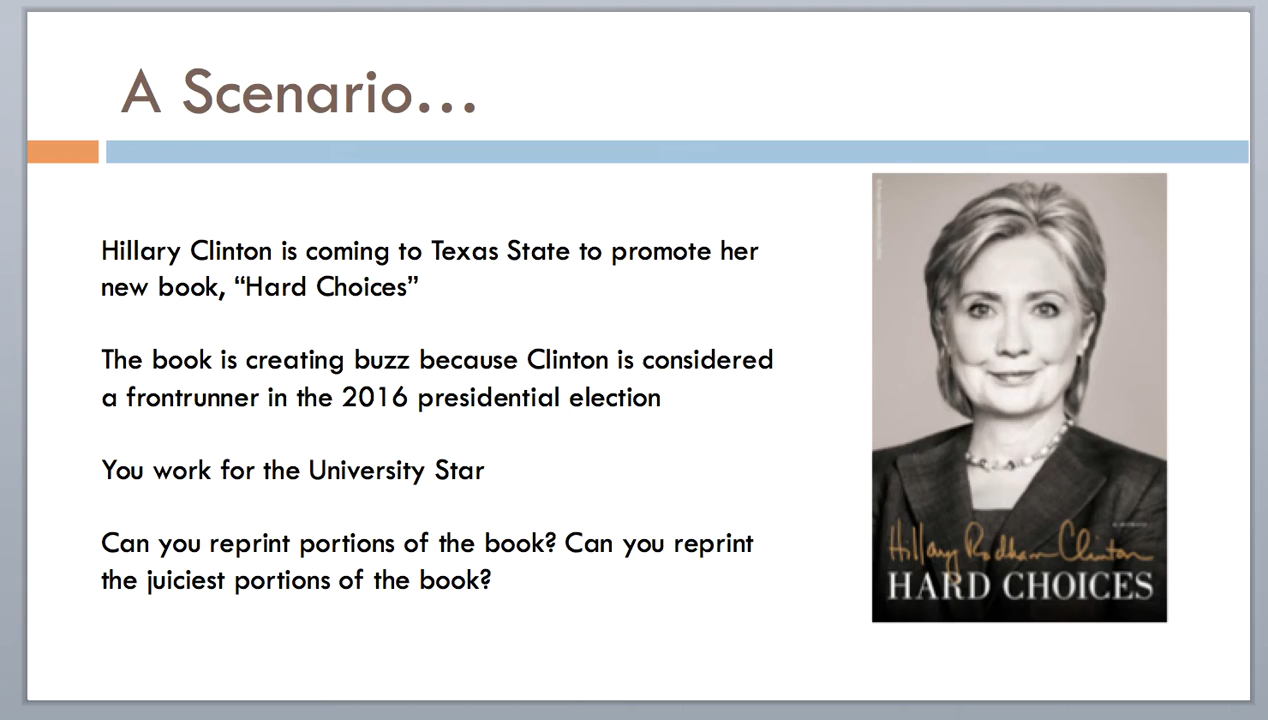 A Scenario...
Hillary Clinton is coming to Texas State to promote her
new book, “Hard Choices”
The book is creating buzz because Clinton is considered
a frontrunner in the 2016 presidential election
You work for the University Star
Can you reprint portions of the book? Can you reprint
the juiciest portions of the book?
A MEMOIR
Hillary Rodham Clinton
HARD CHOICES